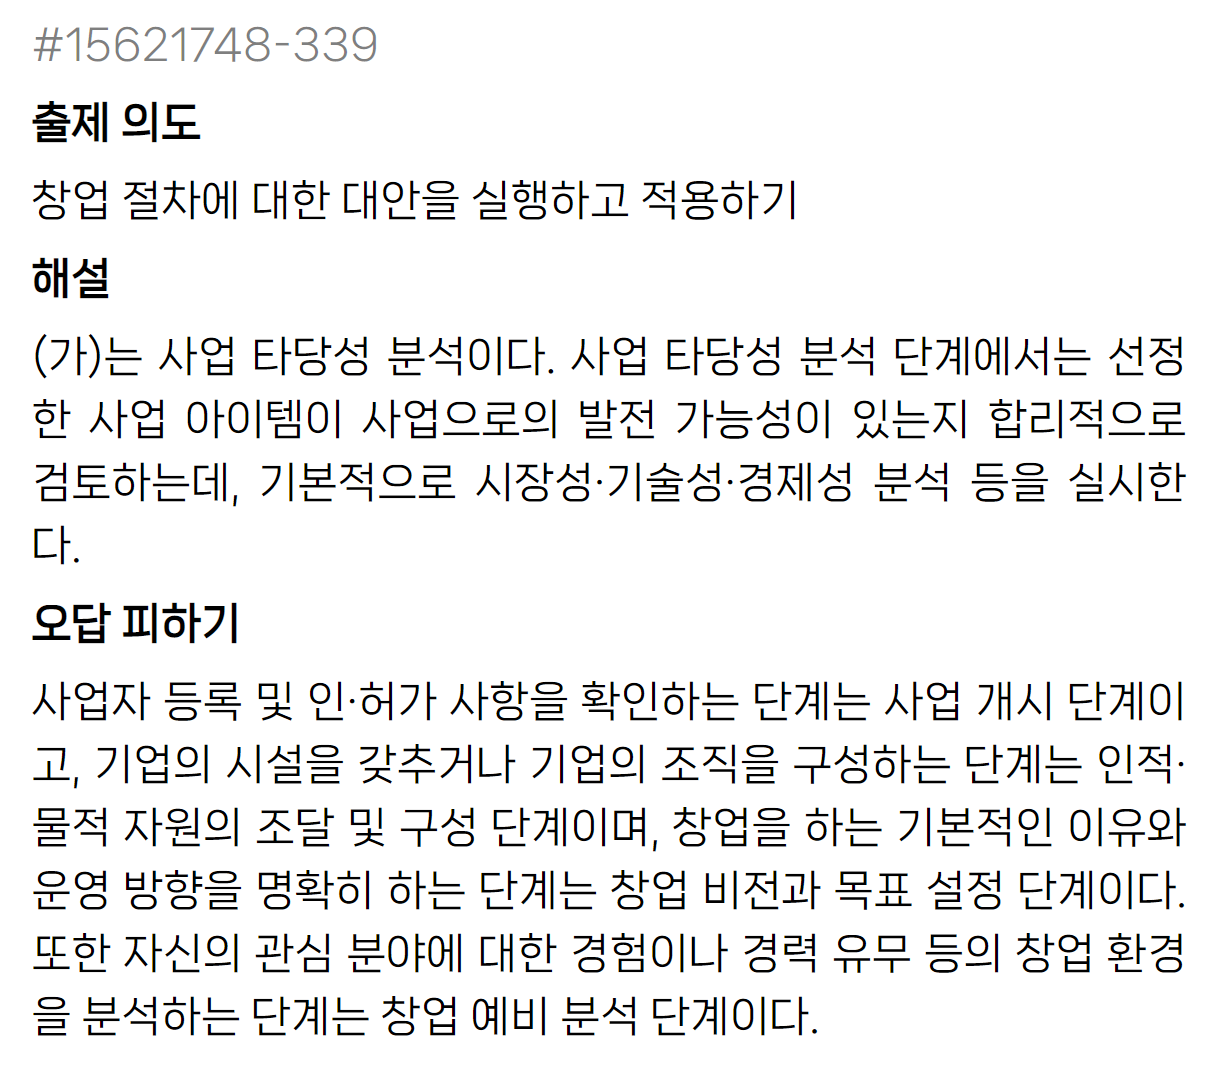 #15621748-339
출제 의도
창업 절차에 대한 대안을 실행하고 적용하기
해설
(가)는 사업 타당성 분석이다. 사업 타당성 분석 단계에서는 선정
한 사업 아이템이 사업으로의 발전 가능성이 있는지 합리적으로
검토하는데, 기본적으로 시장성·기술성·경제성 분석 등을 실시한
다.
오답 피하기
사업자 등록 및 인·허가 사항을 확인하는 단계는 사업 개시 단계이
고, 기업의 시설을 갖추거나 기업의 조직을 구성하는 단계는 인적·
물적 자원의 조달 및 구성 단계이며, 창업을 하는 기본적인 이유와
운영 방향을 명확히 하는 단계는 창업 비전과 목표 설정 단계이다.
또한 자신의 관심 분야에 대한 경험이나 경력 유무 등의 창업 환경
을 분석하는 단계는 창업 예비 분석 단계이다.